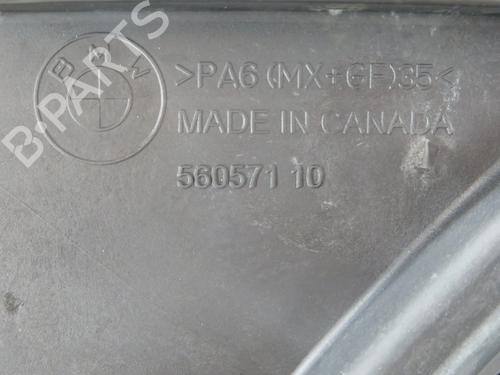 BMW
>PA6 (MX+GF)35<
MADE IN CANADA
560571 10
B-PARTS